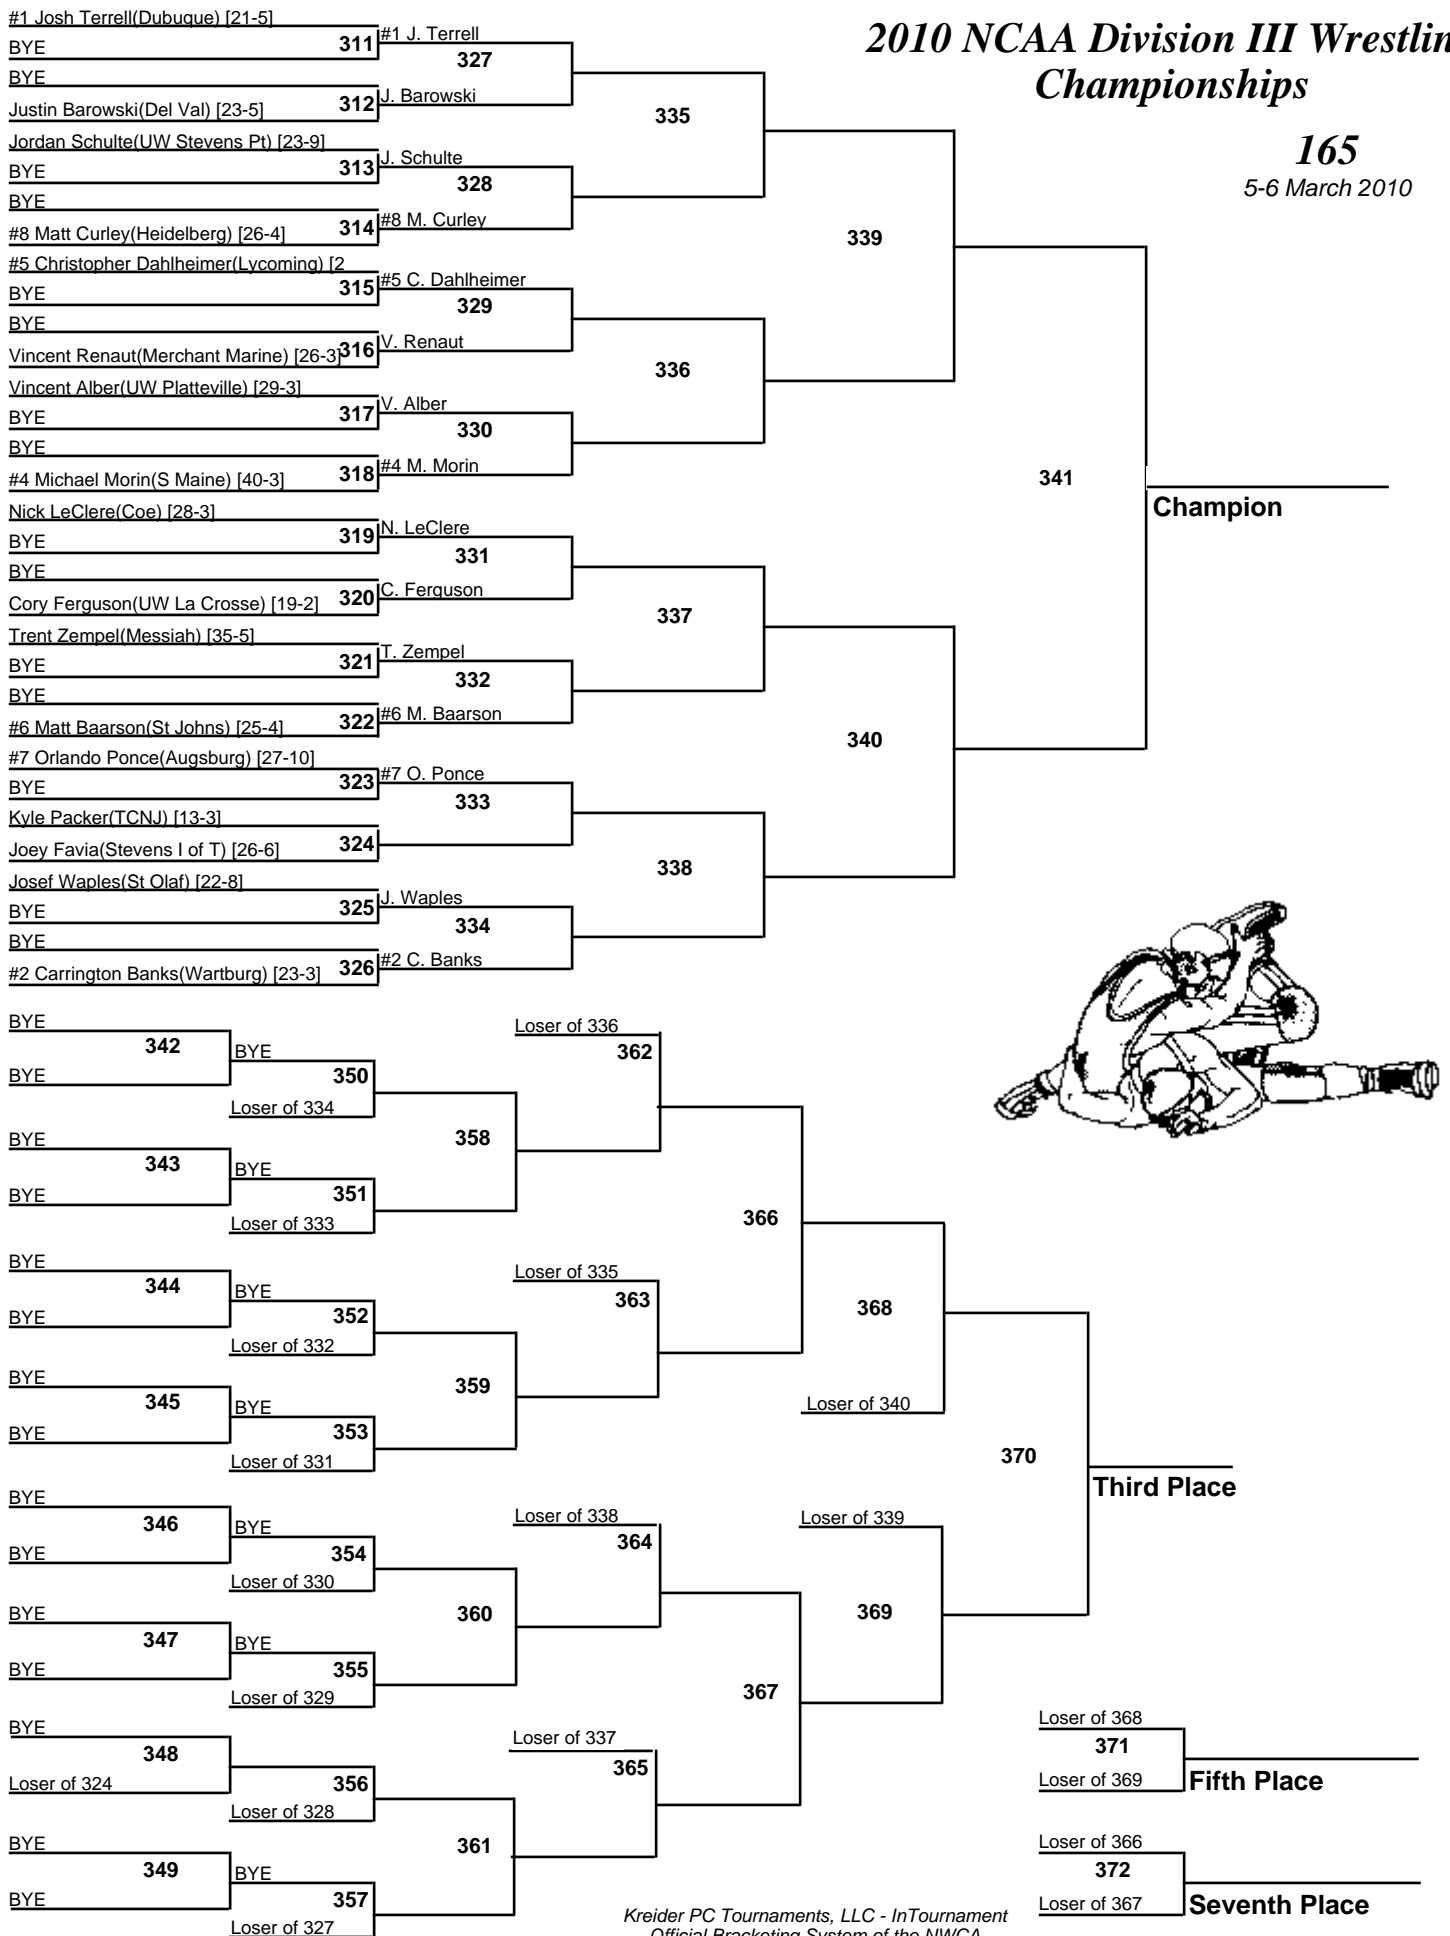 #1 Josh Terrell(Dubuque) [21-5]
2010 NCAA Division III Wrestlin
Championships
165
5-6 March 2010
BYE
311
#1 J. Terrell
327
BYE
Justin Barowski(Del Val) [23-5]
312
J. Barowski
335
Jordan Schulte(UW Stevens Pt) [23-9]
BYE
313
J. Schulte
328
BYE
#8 Matt Curley(Heidelberg) [26-4]
314
#8 M. Curley
339
#5 Christopher Dahlheimer(Lycoming) [2
BYE
315
#5 C. Dahlheimer
329
BYE
Vincent Renaut(Merchant Marine) [26-3]
316
V. Renaut
336
Vincent Alber(UW Platteville) [29-3]
BYE
317
V. Alber
330
BYE
#4 Michael Morin(S Maine) [40-3]
318
#4 M. Morin
341
Champion
Nick LeClere(Coe) [28-3]
BYE
319
N. LeClere
331
BYE
Cory Ferguson(UW La Crosse) [19-2]
320
C. Ferguson
337
Trent Zempel(Messiah) [35-5]
BYE
321
T. Zempel
332
BYE
#6 Matt Baarson(St Johns) [25-4]
322
#6 M. Baarson
340
#7 Orlando Ponce(Augsburg) [27-10]
BYE
323
#7 O. Ponce
333
Kyle Packer(TCNJ) [13-3]
Joey Favia(Stevens I of T) [26-6]
324
338
Josef Waples(St Olaf) [22-8]
BYE
325
J. Waples
334
BYE
#2 Carrington Banks(Wartburg) [23-3]
326
#2 C. Banks
BYE
342
BYE
BYE
350
Loser of 334
Loser of 336
362
358
BYE
343
BYE
BYE
351
Loser of 333
366
BYE
344
BYE
BYE
352
Loser of 332
Loser of 335
363
368
359
BYE
345
BYE
BYE
353
Loser of 331
Loser of 340
370
Third Place
BYE
346
BYE
BYE
354
Loser of 330
Loser of 338
364
Loser of 339
369
360
BYE
347
BYE
BYE
355
Loser of 329
367
BYE
348
Loser of 324
356
Loser of 328
Loser of 337
365
361
BYE
349
BYE
BYE
357
Loser of 327
Loser of 368
371
Loser of 369
Fifth Place
Loser of 366
372
Loser of 367
Seventh Place
Kreider PC Tournaments, LLC - InTournament
Official Bracketing System of the NWCA